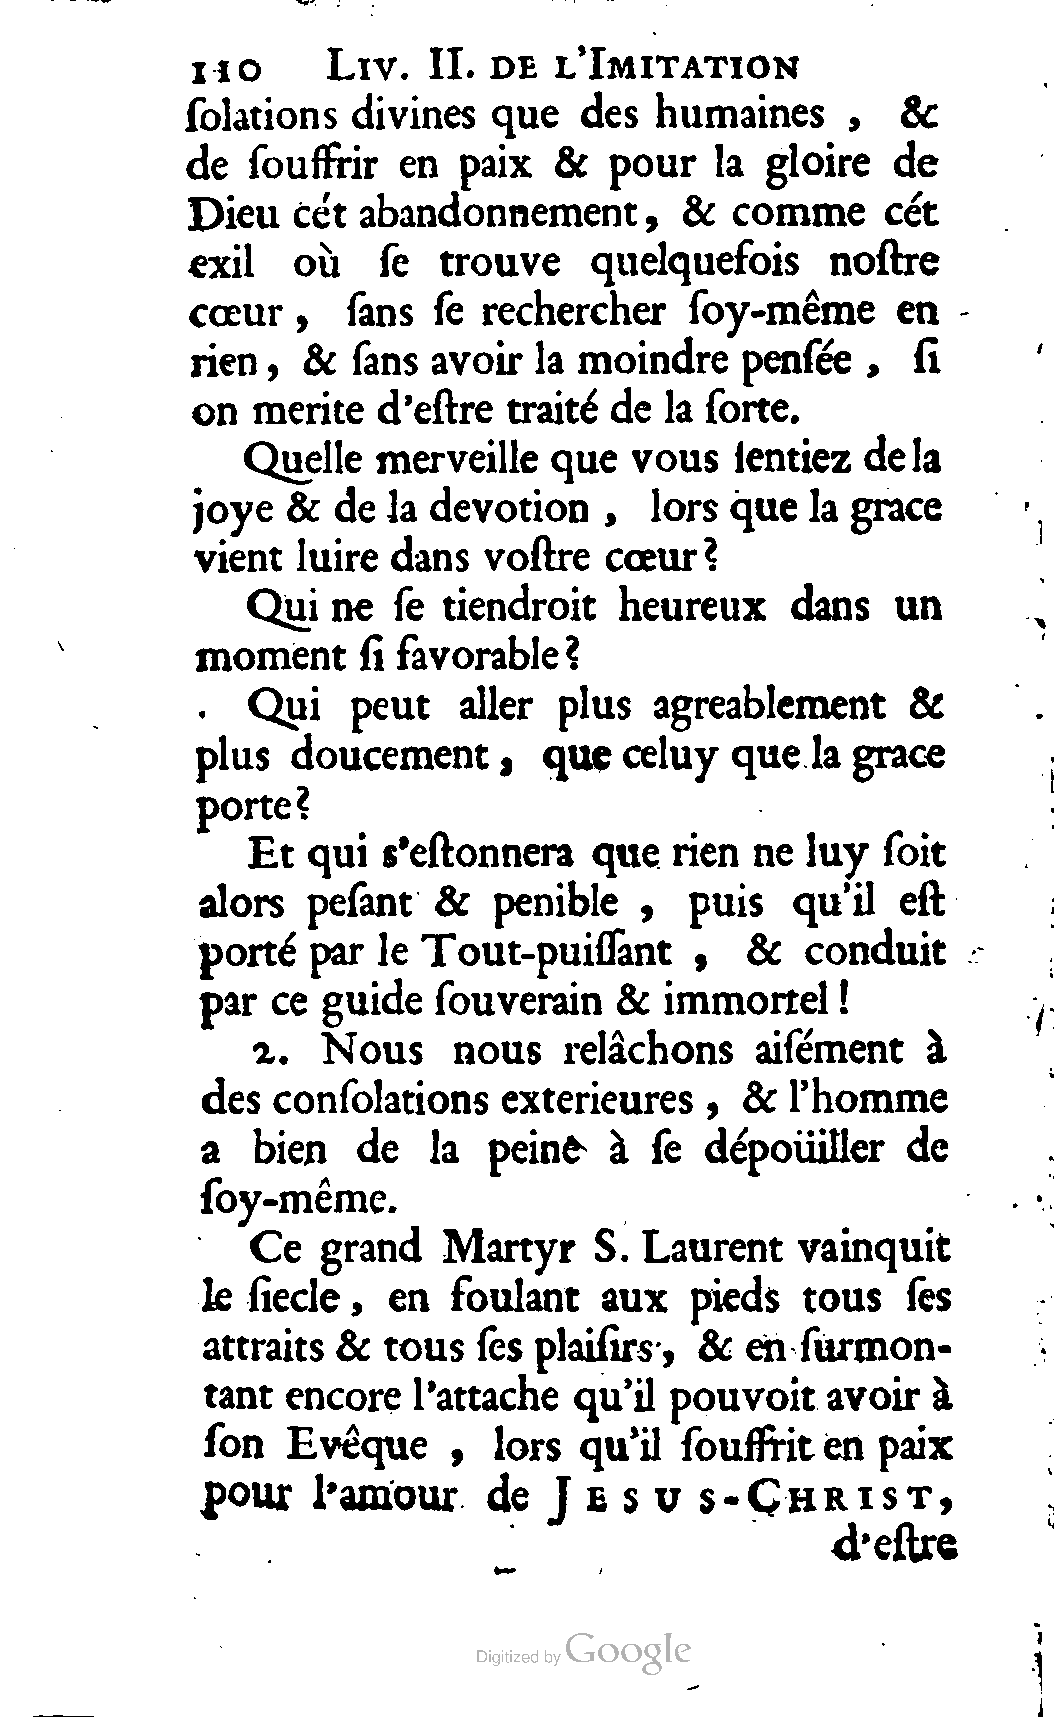 110 LIV. II. DE L'IMITATION
ſolations divines que des humaines , &
de ſouffrir en paix & pour la gloire de
Dieu cét abandonnement, & comme cét
exil où ſe trouve quelquefois noſtre
cœur , ſans ſe rechercher ſoy-même en
rien , & ſans avoir la moindre penſée , ſi
on merite d'eſtre traité de la ſorte.
Quelle merveille que vous ſentiez de la
joye & de la devotion , lors que la grace
vient luire dans voſtre cœur?
Qui ne ſe tiendroit heureux dans un
moment ſi favorable?
Qui peut aller plus agreablement &
plus doucement , que celuy que la grace
porte?
Et qui s'eſtonnera que rien ne luy ſoit
alors peſant & penible , puis qu'il eſt
porté par le Tout-puiſſant , & conduit
par ce guide ſouverain & immortel !
2. Nous nous relâchons aiſément à
des conſolations exterieures , & l'homme
a bien de la peine à ſe dépoüiller de
ſoy-même.
Ce grand Martyr S. Laurent vainquit
le ſiecle , en foulant aux pieds tous ſes
attraits & tous ſes plaiſirs , & en ſurmon-
tant encore l'attache qu'il pouvoit avoir à
ſon Evêque , lors qu'il ſouffrit en paix
pour l'amour de JESUS-CHRIST,
d'eſtre
Digitized by Google